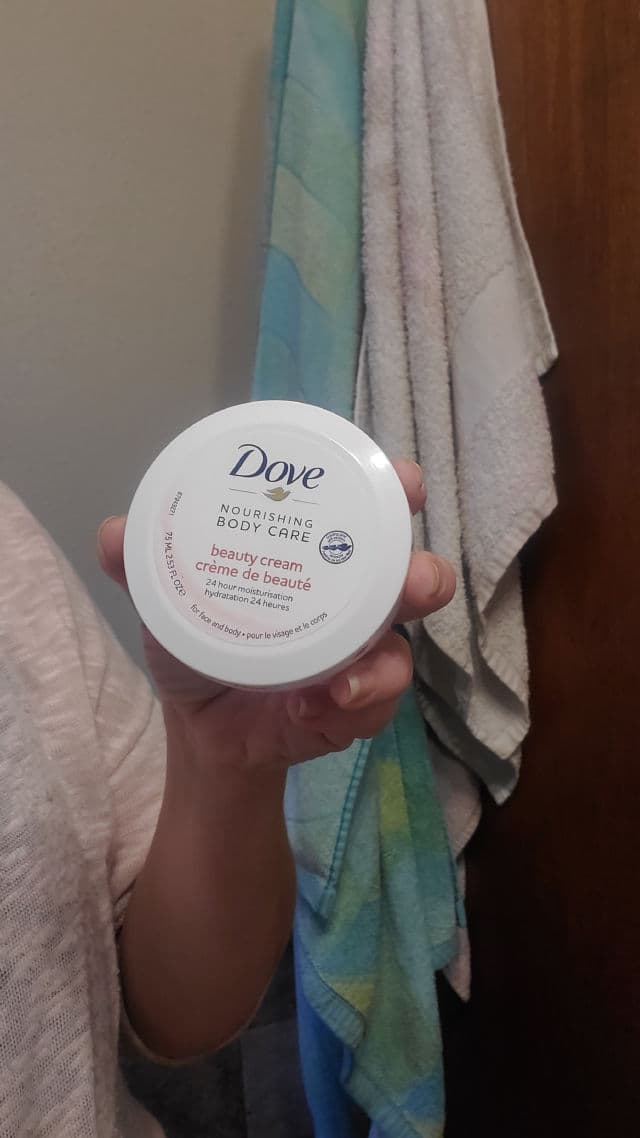 Dove
NOURISHING
BODY CARE
beauty cream
crème de beauté
24 hour moisturisation
hydratation 24 heures
for face and body • pour le visage et le corps
75 ML 2.53 FL OZ e